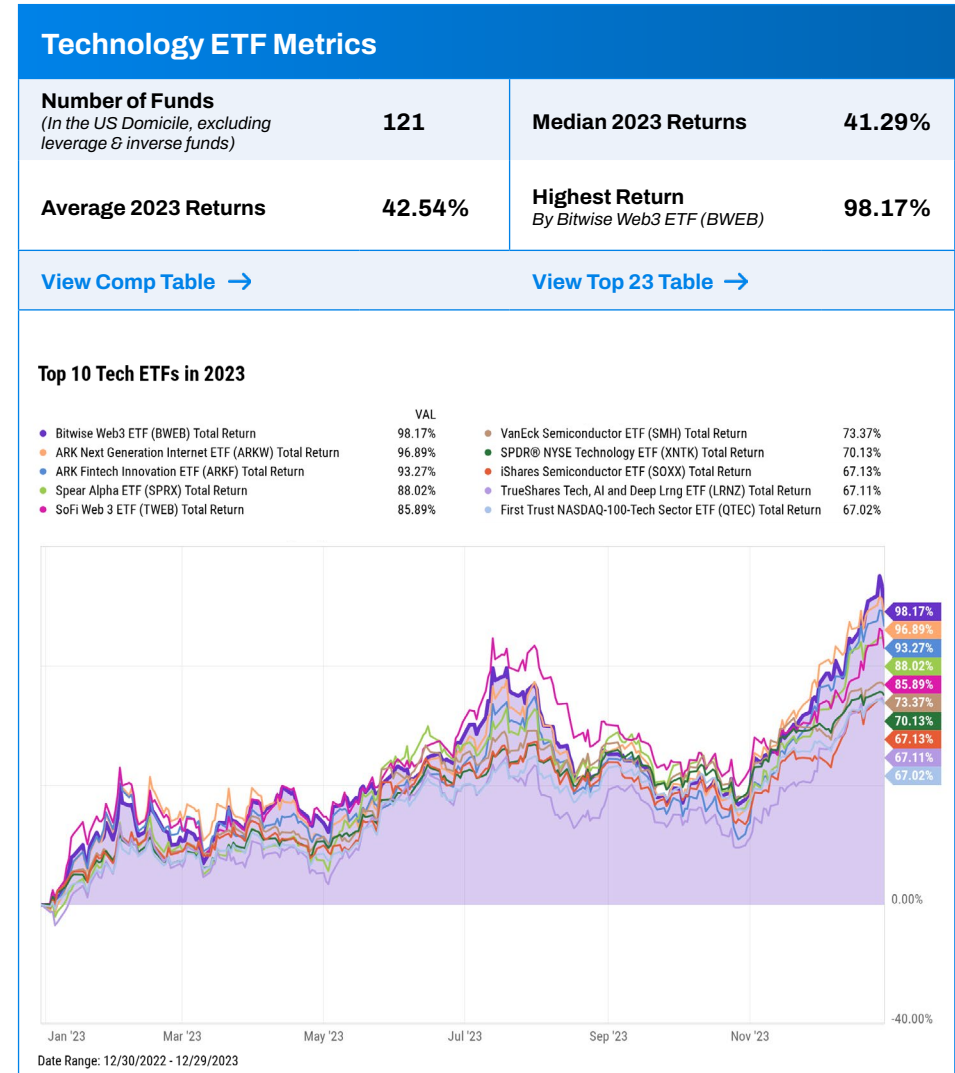 Technology ETF Metrics
Number of Funds
(In the US Domicile, excluding
leverage & inverse funds)
121
Median 2023 Returns
41.29%
Average 2023 Returns
42.54%
Highest Return
By Bitwise Web3 ETF (BWEB)
98.17%
View Comp Table →
View Top 23 Table →
Top 10 Tech ETFs in 2023
VAL
Bitwise Web3 ETF (BWEB) Total Return 98.17%
ARK Next Generation Internet ETF (ARKW) Total Return 96.89%
ARK Fintech Innovation ETF (ARKF) Total Return 93.27%
Spear Alpha ETF (SPRX) Total Return 88.02%
SoFi Web 3 ETF (TWEB) Total Return 85.89%
VanEck Semiconductor ETF (SMH) Total Return 73.37%
SPDR® NYSE Technology ETF (XNTK) Total Return 70.13%
iShares Semiconductor ETF (SOXX) Total Return 67.13%
TrueShares Tech, AI and Deep Lrng ETF (LRNZ) Total Return 67.11%
First Trust NASDAQ-100-Tech Sector ETF (QTEC) Total Return 67.02%
98.17%
96.89%
93.27%
88.02%
85.89%
73.37%
70.13%
67.13%
67.11%
67.02%
0.00%
-40.00%
Jan '23 Mar '23 May '23 Jul '23 Sep '23 Nov '23
Date Range: 12/30/2022 - 12/29/2023